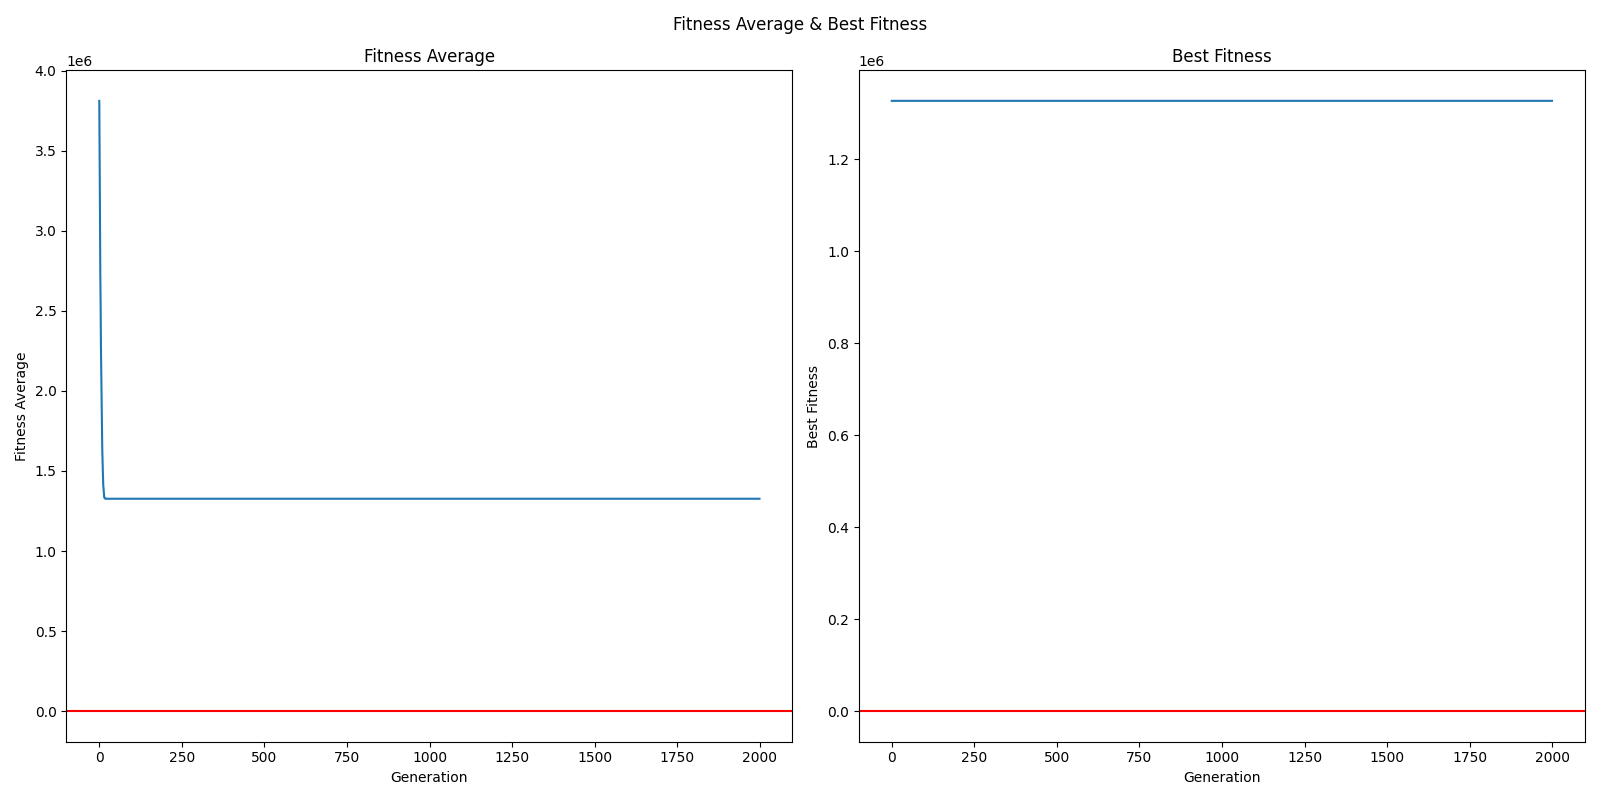 Fitness Average & Best Fitness
Fitness Average
1e6
4.0
3.5
3.0
2.5
2.0
1.5
1.0
0.5
0.0
Fitness Average
0 250 500 750 1000 1250 1500 1750 2000
Generation
Best Fitness
1e6
1.2
1.0
0.8
0.6
0.4
0.2
0.0
Best Fitness
0 250 500 750 1000 1250 1500 1750 2000
Generation